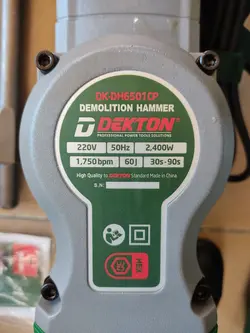 DK-DH6501CP
DEMOLITION HAMMER
D DEKTON
PROFESSIONAL POWER TOOLS SOLUTIONS
220V 50Hz 2,400W
1,750bpm 60J 30s-90s
High Quality to DEKTON Standard Made in China
S.N:
HEX